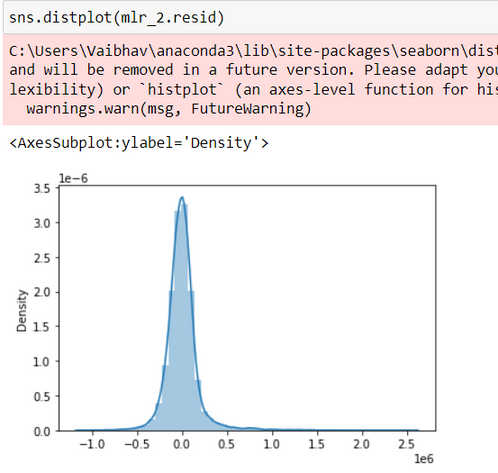 sns.distplot(mlr_2.resid)
C:\Users\Vaibhav\anaconda3\lib\site-packages\seaborn\dist
and will be removed in a future version. Please adapt you
lexibility) or `histplot` (an axes-level function for his
warnings.warn(msg, FutureWarning)
<AxesSubplot:ylabel='Density'>
1e−6
3.5
3.0
2.5
2.0
1.5
1.0
0.5
0.0
Density
−1.0 −0.5 0.0 0.5 1.0 1.5 2.0 2.5
1e6